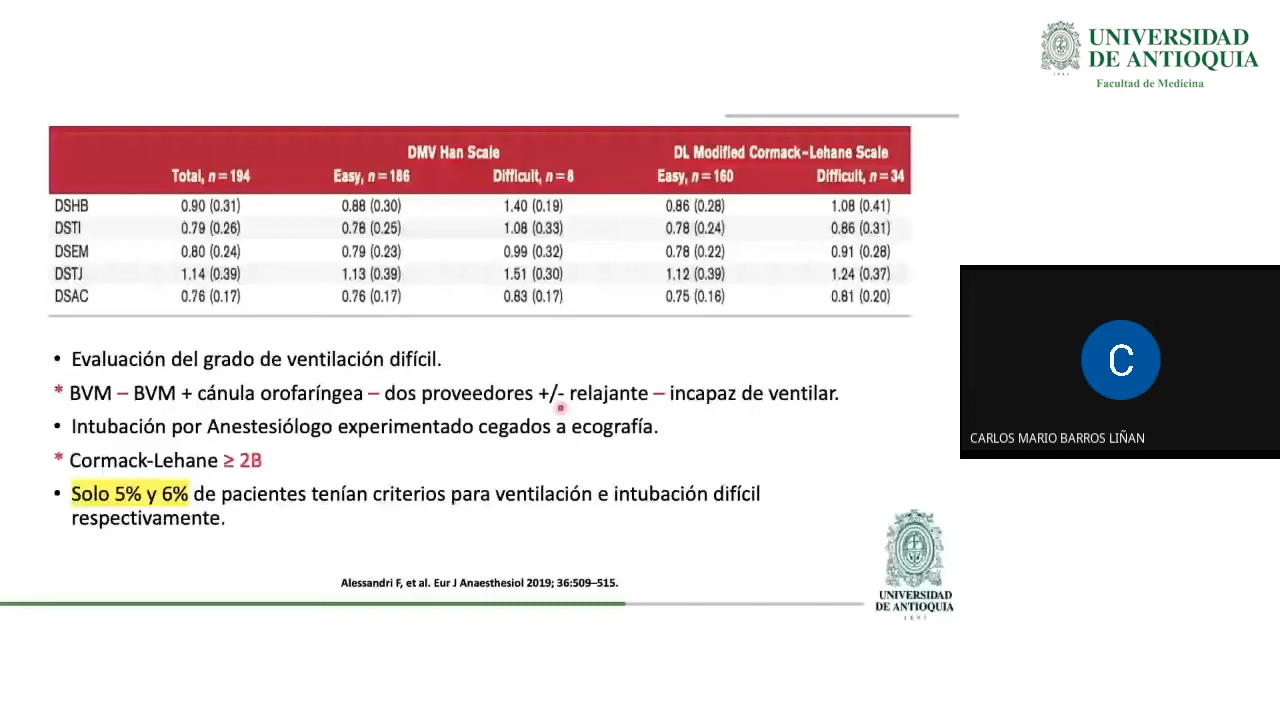 UNIVERSIDAD
DE ANTIOQUIA
1803
Facultad de Medicina
DMV Han Scale DL Modified Cormack–Lehane Scale
Total, n = 194 Easy, n = 186 Difficult, n = 8 Easy, n = 160 Difficult, n = 34
DSHB 0.90 (0.31) 0.88 (0.30) 1.40 (0.19) 0.86 (0.28) 1.08 (0.41)
DSTI 0.79 (0.26) 0.78 (0.25) 1.08 (0.33) 0.78 (0.24) 0.86 (0.31)
DSEM 0.80 (0.24) 0.79 (0.23) 0.99 (0.32) 0.78 (0.22) 0.91 (0.28)
DSTJ 1.14 (0.39) 1.13 (0.39) 1.51 (0.30) 1.12 (0.39) 1.24 (0.37)
DSAC 0.76 (0.17) 0.76 (0.17) 0.83 (0.17) 0.75 (0.16) 0.81 (0.20)
• Evaluación del grado de ventilación difícil.
* BVM – BVM + cánula orofaríngea – dos proveedores +/- relajante – incapaz de ventilar.
• Intubación por Anestesiólogo experimentado cegados a ecografía.
* Cormack-Lehane ≥ 2B
• Solo 5% y 6% de pacientes tenían criterios para ventilación e intubación difícil
respectivamente.
Alessandri F, et al. Eur J Anaesthesiol 2019; 36:509–515.
UNIVERSIDAD
DE ANTIOQUIA
1803
C
CARLOS MARIO BARROS LIÑAN